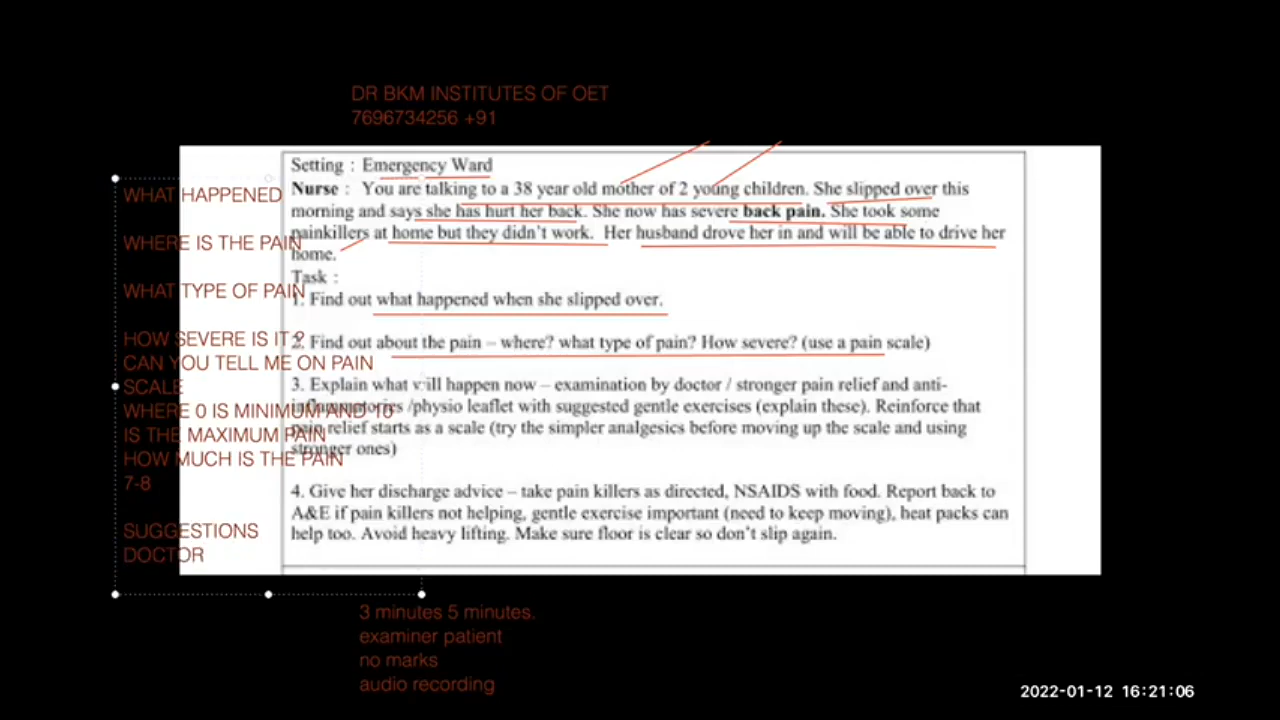 DR BKM INSTITUTES OF OET
7696734256 +91
Setting : Emergency Ward
Nurse : You are talking to a 38 year old mother of 2 young children. She slipped over this
morning and says she has hurt her back. She now has severe back pain. She took some
painkillers at home but they didn't work. Her husband drove her in and will be able to drive her
home.
Task :
1. Find out what happened when she slipped over.
2. Find out about the pain – where? what type of pain? How severe? (use a pain scale)
3. Explain what will happen now – examination by doctor / stronger pain relief and anti-
inflammatories /physio leaflet with suggested gentle exercises (explain these). Reinforce that
pain relief starts as a scale (try the simpler analgesics before moving up the scale and using
stronger ones)
4. Give her discharge advice – take pain killers as directed, NSAIDS with food. Report back to
A&E if pain killers not helping, gentle exercise important (need to keep moving), heat packs can
help too. Avoid heavy lifting. Make sure floor is clear so don't slip again.
WHAT HAPPENED
WHERE IS THE PAIN
WHAT TYPE OF PAIN
HOW SEVERE IS IT ?
CAN YOU TELL ME ON PAIN
SCALE
WHERE 0 IS MINIMUM AND 10
IS THE MAXIMUM PAIN
HOW MUCH IS THE PAIN
7-8
SUGGESTIONS
DOCTOR
3 minutes 5 minutes.
examiner patient
no marks
audio recording
2022-01-12 16:21:06